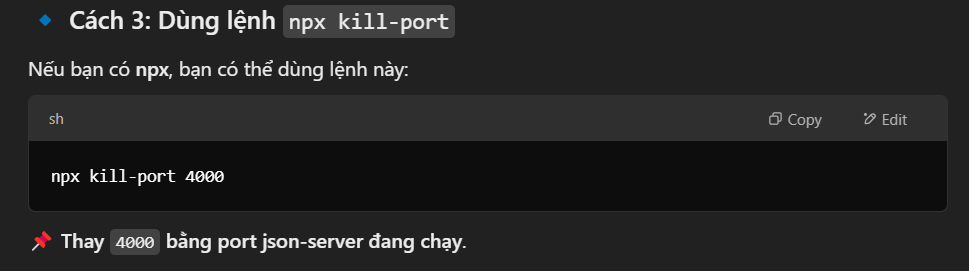 Cách 3: Dùng lệnh npx kill-port
Nếu bạn có npx, bạn có thể dùng lệnh này:
sh Copy Edit
npx kill-port 4000
Thay 4000 bằng port json-server đang chạy.